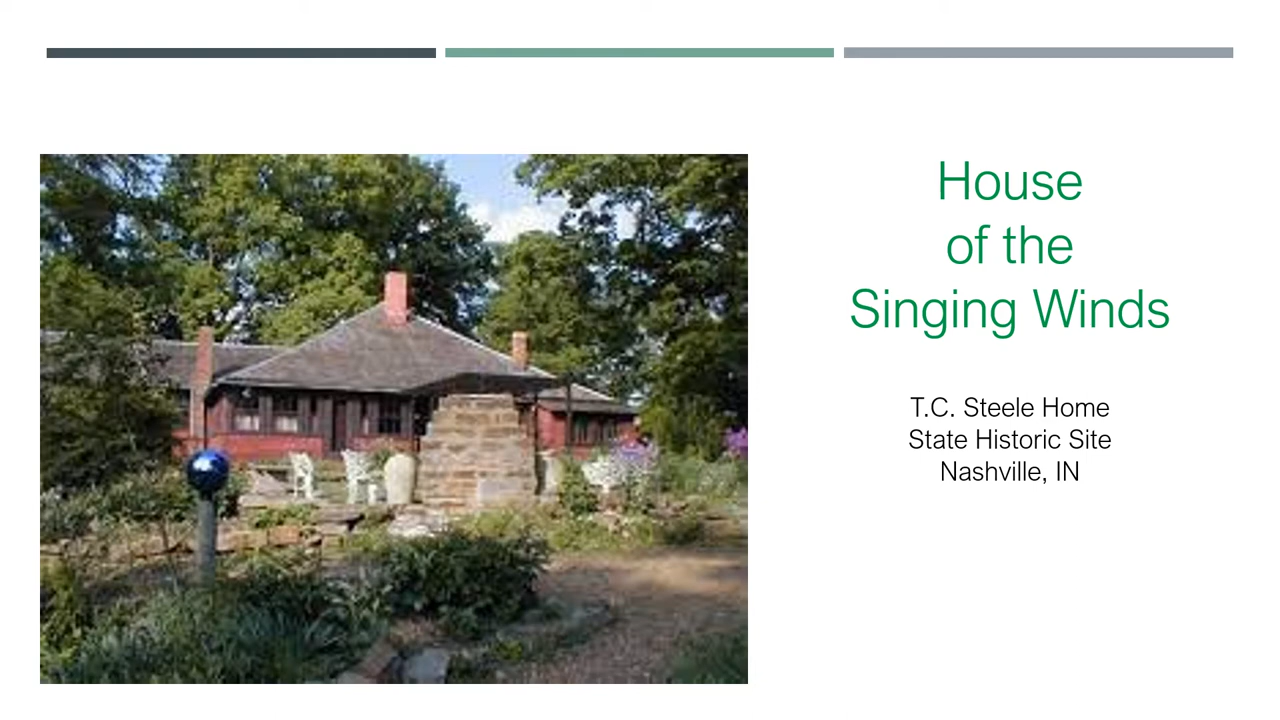 House
of the
Singing Winds
T.C. Steele Home
State Historic Site
Nashville, IN